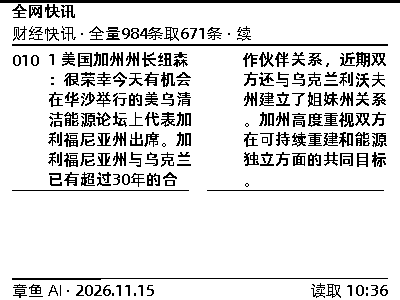 全网快讯
财经快讯 · 全量984条取671条 · 续
010 1 美国加州州长纽森
：很荣幸今天有机会
在华沙举行的美乌清
洁能源论坛上代表加
利福尼亚州出席。加
利福尼亚州与乌克兰
已有超过30年的合
作伙伴关系，近期双
方还与乌克兰利沃夫
州建立了姐妹州关系
。加州高度重视双方
在可持续重建和能源
独立方面的共同目标
。
章鱼 AI · 2026.11.15
读取 10:36